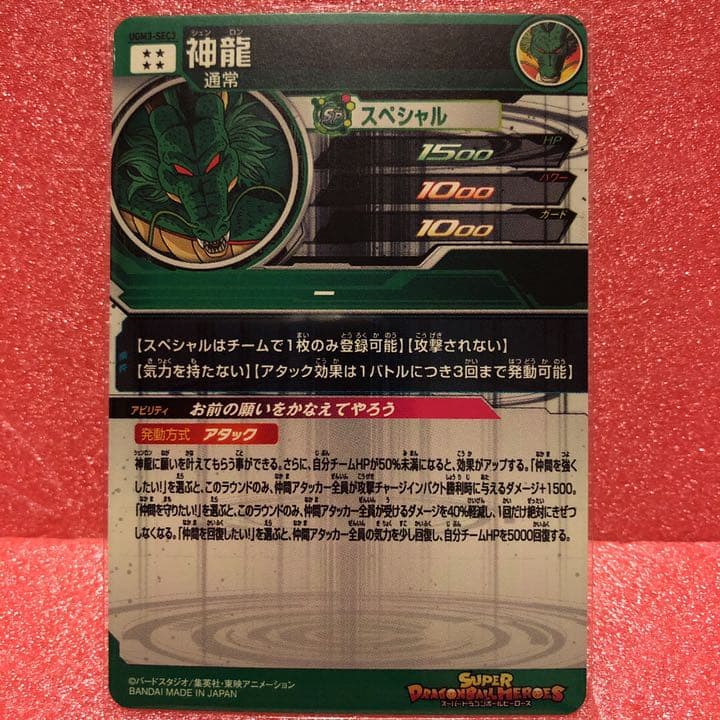 UGM3-SEC3
シェン ロン
神龍
通常
SP スペシャル
HP
1500
パワー
1000
ガード
1000
ー
【スペシャルはチームで1枚のみ登録可能】【攻撃されない】
【気力を持たない】【アタック効果は1バトルにつき3回まで発動可能】
アビリティ お前の願いをかなえてやろう
発動方式 アタック
神龍に願いを叶えてもらう事ができる。さらに、自分チームHPが50%未満になると、効果がアップする。「仲間を強く
したい!」を選ぶと、このラウンドのみ、仲間アタッカー全員が攻撃チャージインパクト勝利時に与えるダメージ+1500。
「仲間を守りたい!」を選ぶと、このラウンドのみ、仲間アタッカー全員が受けるダメージを40%軽減し、1回だけ絶対にきぜつ
しなくなる。「仲間を回復したい!」を選ぶと、仲間アタッカー全員の気力を少し回復し、自分チームHPを5000回復する。
©バードスタジオ/集英社・東映アニメーション
BANDAI MADE IN JAPAN
SUPER
DRAGONBALL HEROES
スーパードラゴンボールヒーローズ